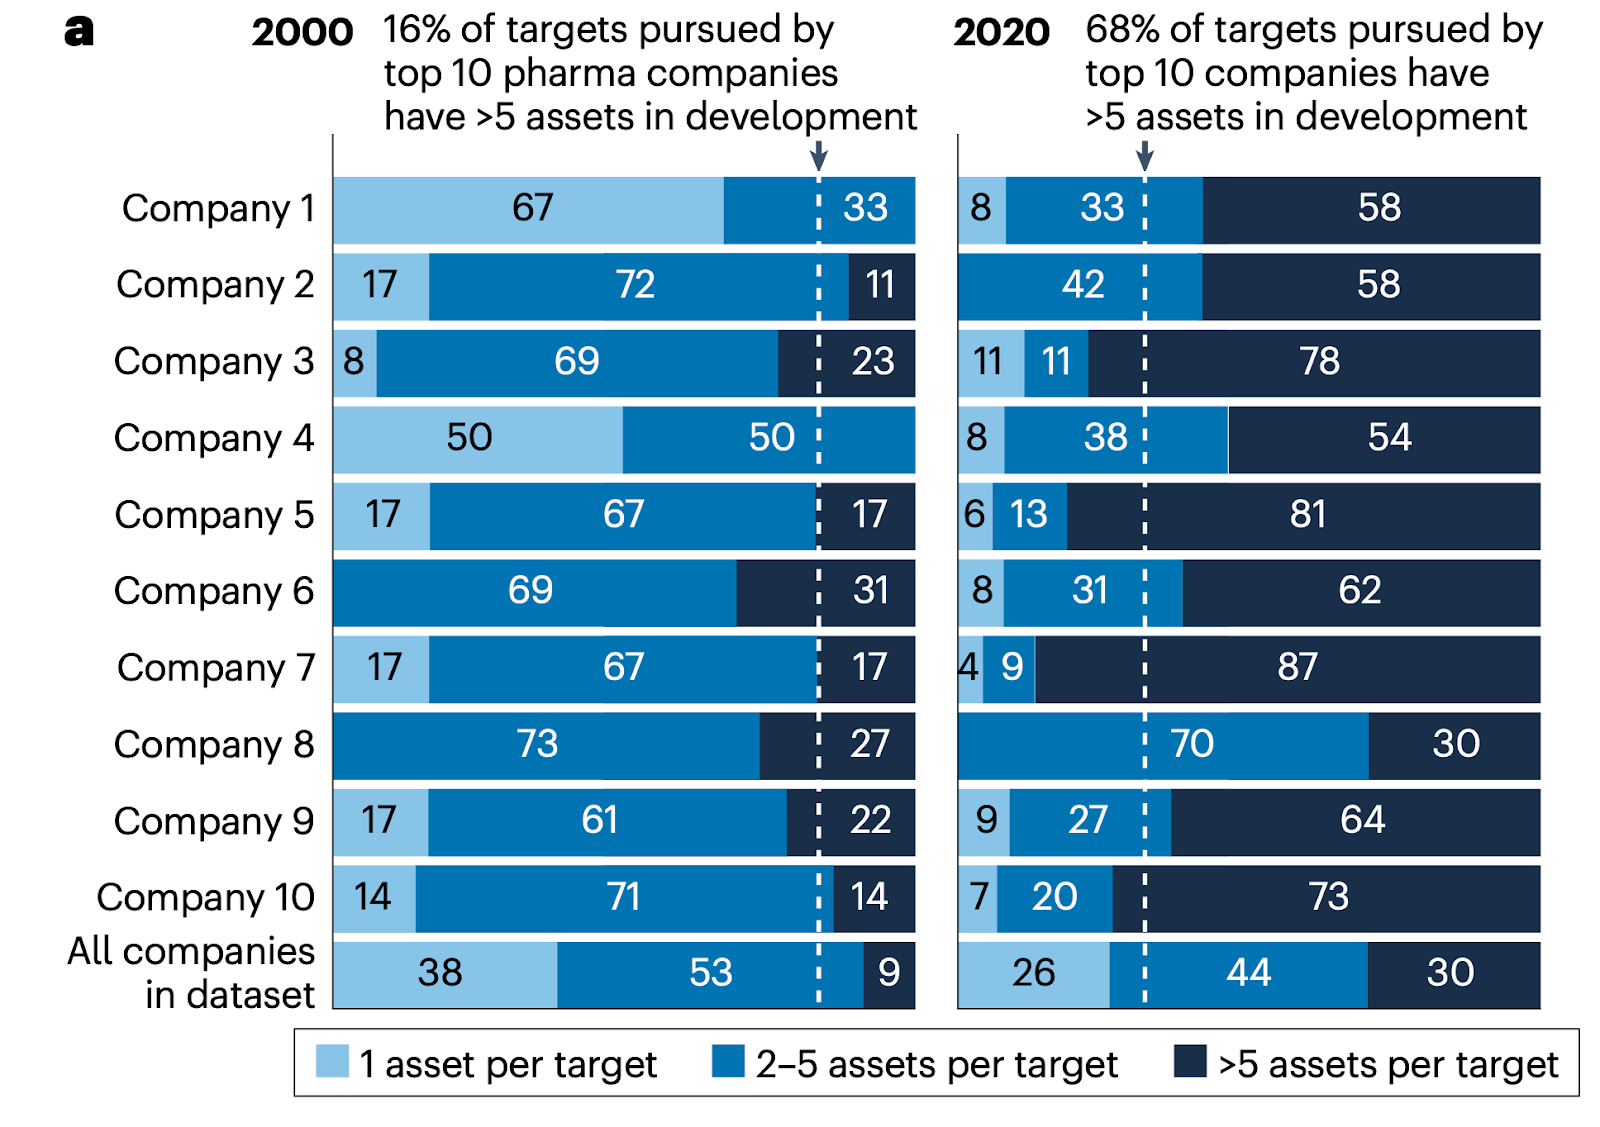 a
2000
16% of targets pursued by
top 10 pharma companies
have >5 assets in development
2020
68% of targets pursued by
top 10 companies have
>5 assets in development
Company 1 67 33 8 33 58
Company 2 17 72 11 42 58
Company 3 8 69 23 11 11 78
Company 4 50 50 8 38 54
Company 5 17 67 17 6 13 81
Company 6 69 31 8 31 62
Company 7 17 67 17 4 9 87
Company 8 73 27 70 30
Company 9 17 61 22 9 27 64
Company 10 14 71 14 7 20 73
All companies
in dataset 38 53 9 26 44 30
1 asset per target 2–5 assets per target >5 assets per target